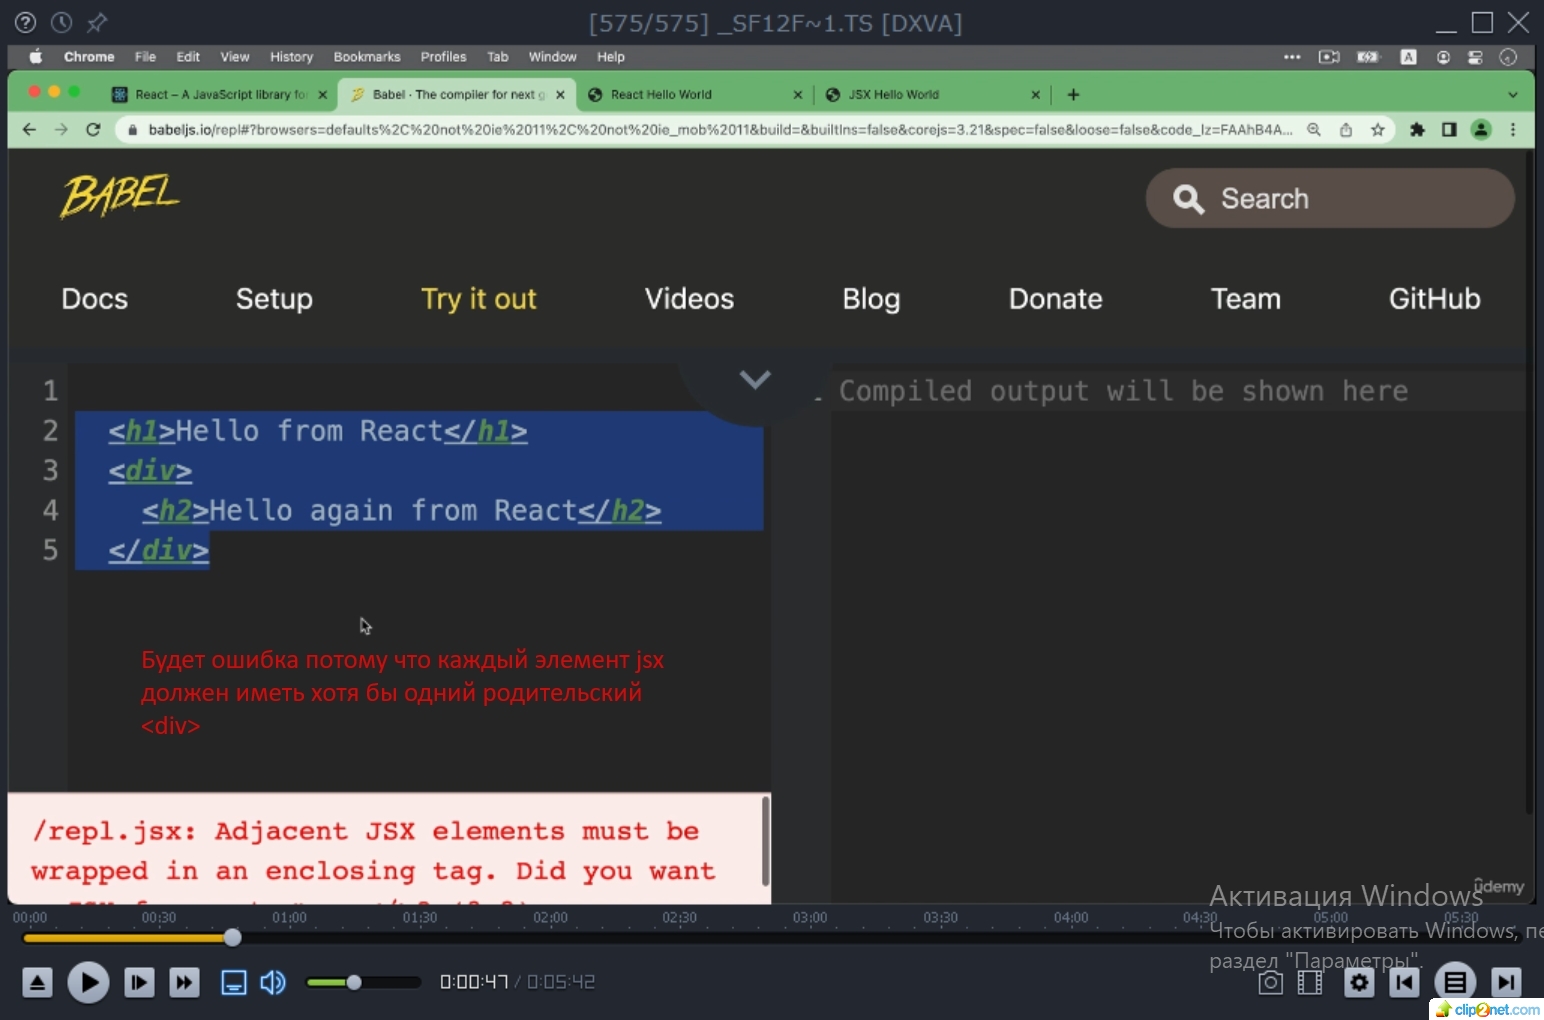 [575/575] _SF12F~1.TS [DXVA]
Chrome File Edit View History Bookmarks Profiles Tab Window Help
React – A JavaScript library fo
Babel · The compiler for next g
React Hello World
JSX Hello World
babeljs.io/repl#?browsers=defaults%2C%20not%20ie%2011%2C%20not%20ie_mob%2011&build=&builtIns=false&corejs=3.21&spec=false&loose=false&code_lz=FAAhB4A...
BABEL
Search
Docs Setup Try it out Videos Blog Donate Team GitHub
1
2 <h1>Hello from React</h1>
3 <div>
4 <h2>Hello again from React</h2>
5 </div>
Compiled output will be shown here
Будет ошибка потому что каждый элемент jsx
должен иметь хотя бы одний родительский
<div>
/repl.jsx: Adjacent JSX elements must be
wrapped in an enclosing tag. Did you want
ûdemy
Активация Windows
Чтобы активировать Windows, пе
раздел "Параметры".
00:00 00:30 01:00 01:30 02:00 02:30 03:00 03:30 04:00 04:30 05:00 05:30
0:00:47 / 0:05:42
clip2net.com